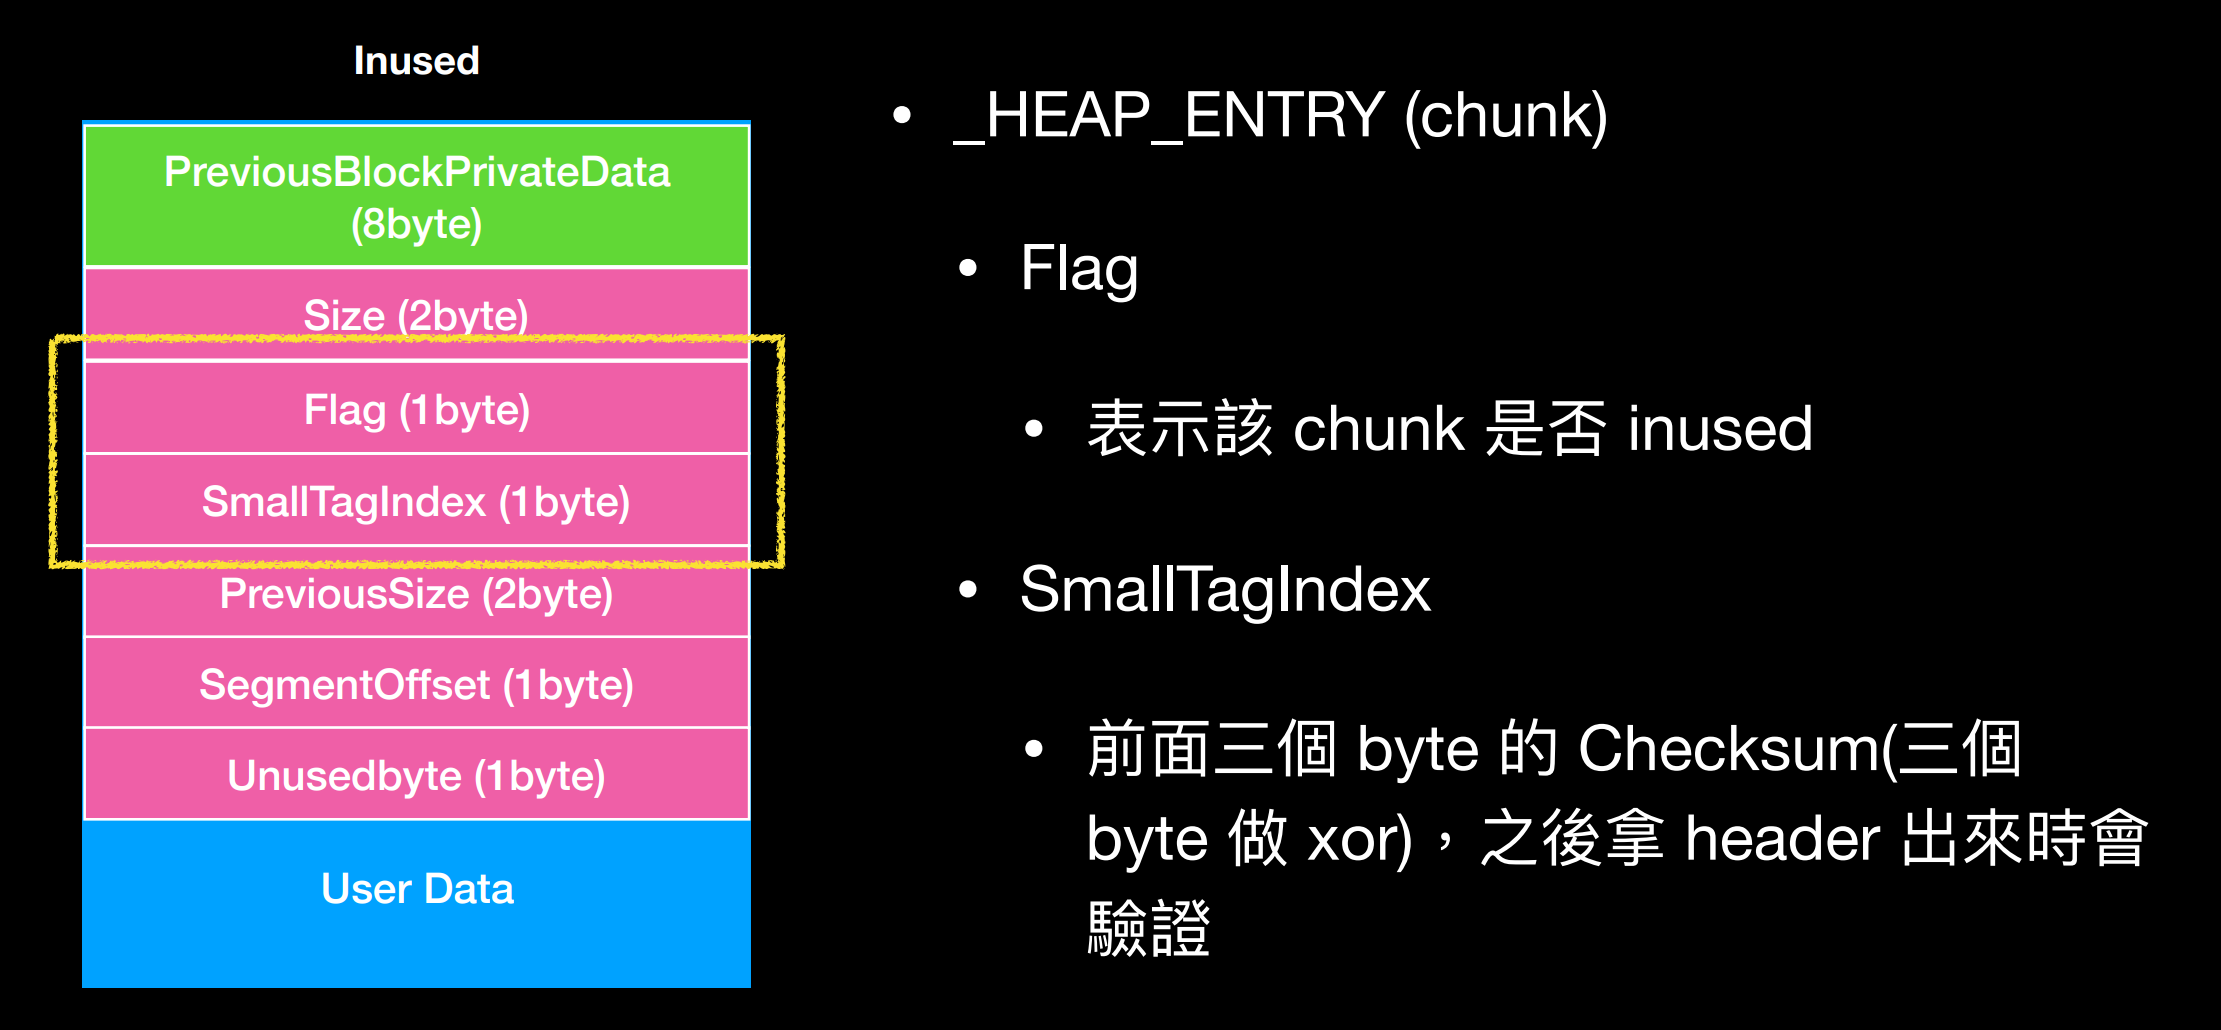 Inused
PreviousBlockPrivateData
(8byte)
Size (2byte)
Flag (1byte)
SmallTagIndex (1byte)
PreviousSize (2byte)
SegmentOffset (1byte)
Unusedbyte (1byte)
User Data
• _HEAP_ENTRY (chunk)
• Flag
• 表示該 chunk 是否 inused
• SmallTagIndex
• 前面三個 byte 的 Checksum(三個
byte 做 xor)，之後拿 header 出來時會
驗證